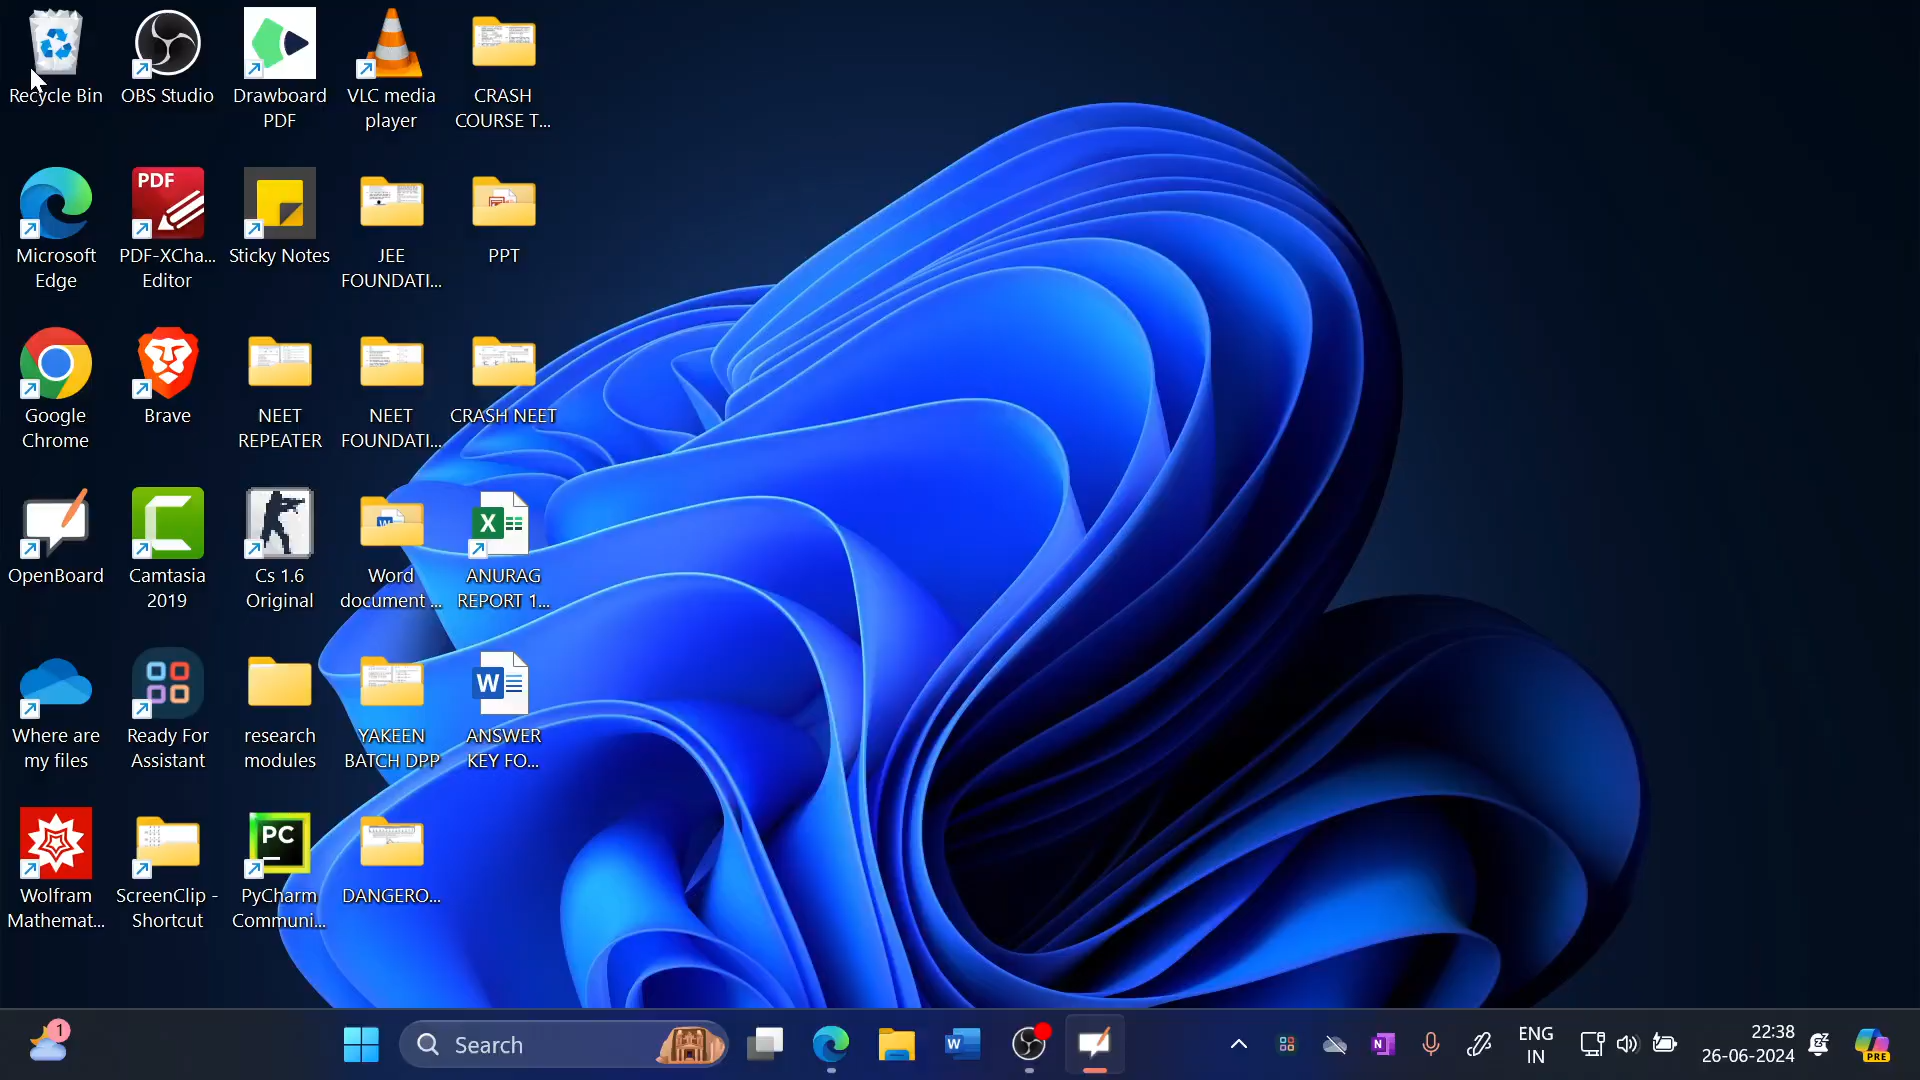 Recycle Bin
OBS Studio
Drawboard
PDF
VLC media
player
CRASH
COURSE T...
Microsoft
Edge
PDF
PDF-XCha...
Editor
Sticky Notes
JEE
FOUNDATI...
PPT
Google
Chrome
Brave
NEET
REPEATER
NEET
FOUNDATI...
CRASH NEET
OpenBoard
Camtasia
2019
Cs 1.6
Original
W
Word
document ...
X
ANURAG
REPORT 1...
Where are
my files
Ready For
Assistant
research
modules
YAKEEN
BATCH DPP
W
ANSWER
KEY FO...
Wolfram
Mathemat...
ScreenClip -
Shortcut
PC
PyCharm
Communi...
DANGERO...
1
Search
W
N
ENG
IN
22:38
26-06-2024
PRE